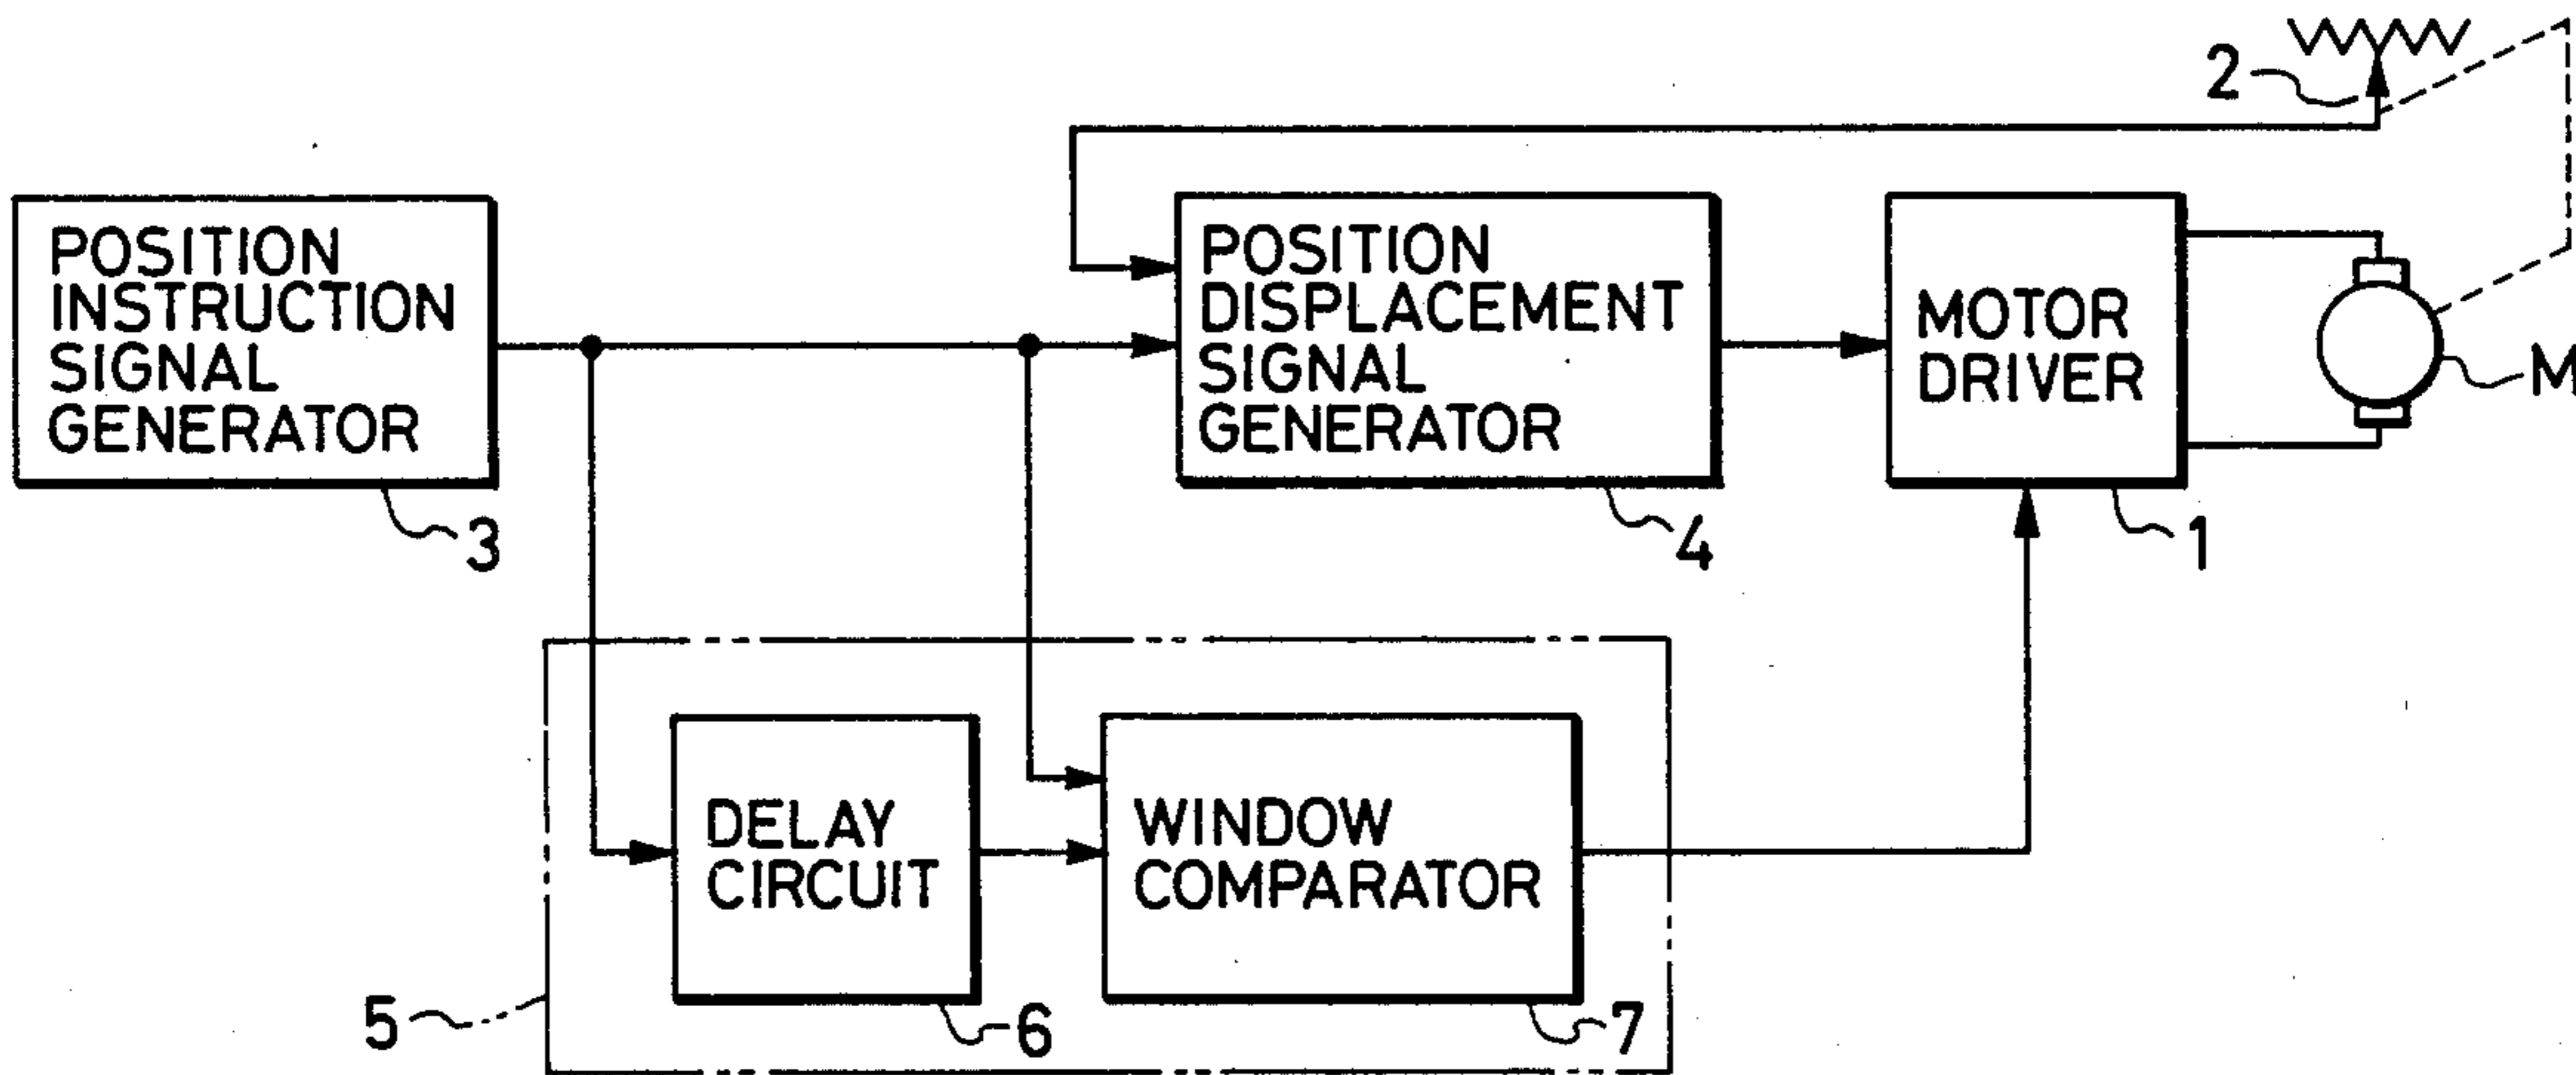 2
POSITION
INSTRUCTION
SIGNAL
GENERATOR
3
POSITION
DISPLACEMENT
SIGNAL
GENERATOR
4
MOTOR
DRIVER
1
M
DELAY
CIRCUIT
6
WINDOW
COMPARATOR
7
5